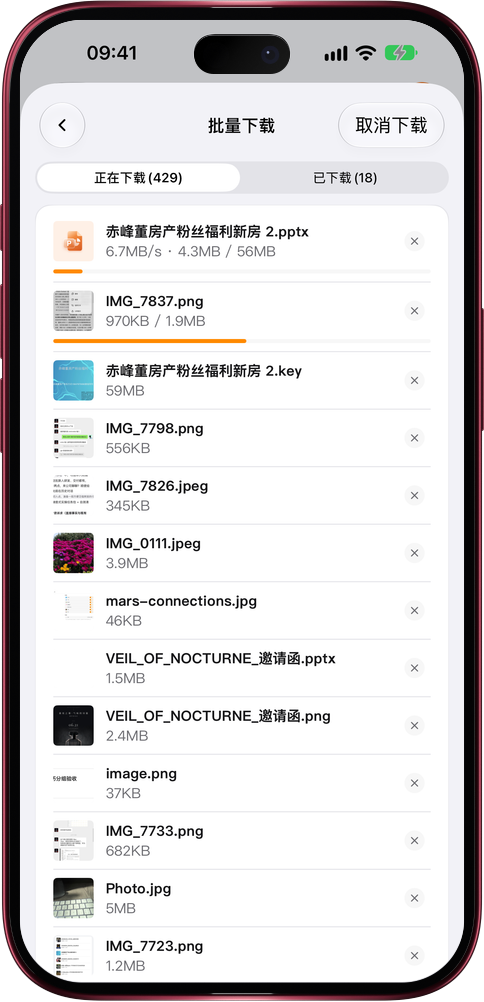 09:41
批量下载
取消下载
正在下载 (429)
已下载 (18)
赤峰董房产粉丝福利新房 2.pptx
6.7MB/s · 4.3MB / 56MB
IMG_7837.png
970KB / 1.9MB
赤峰董房产粉丝福利新房 2.key
59MB
IMG_7798.png
556KB
IMG_7826.jpeg
345KB
IMG_0111.jpeg
3.9MB
mars-connections.jpg
46KB
VEIL_OF_NOCTURNE_邀请函.pptx
1.5MB
VEIL_OF_NOCTURNE_邀请函.png
2.4MB
image.png
37KB
IMG_7733.png
682KB
Photo.jpg
5MB
IMG_7723.png
1.2MB